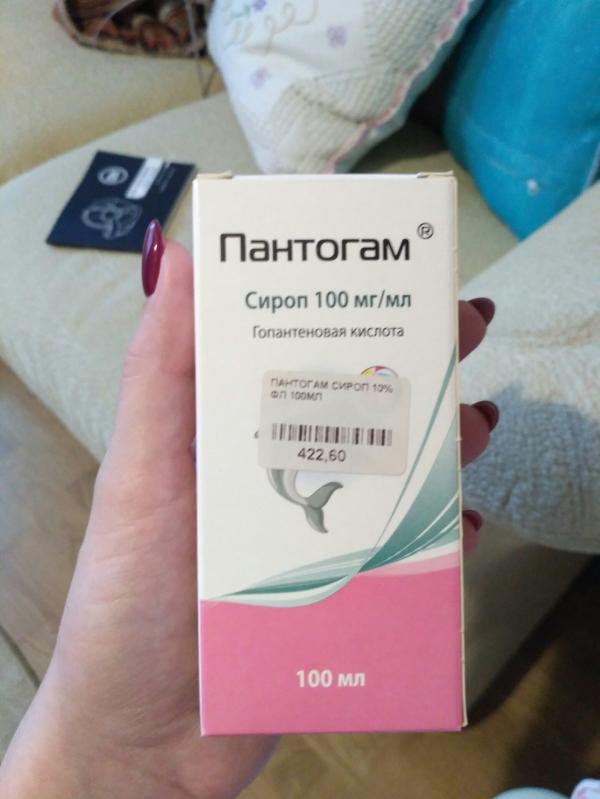 Пантогам®
Сироп 100 мг/мл
Гопантеновая кислота
ПАНТОГАМ СИРОП 10%
ФЛ 100МЛ
422,60
100 мл